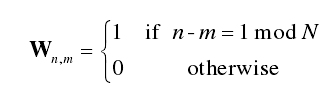 W_{n,m} = { 1 if n - m = 1 mod N
0 otherwise